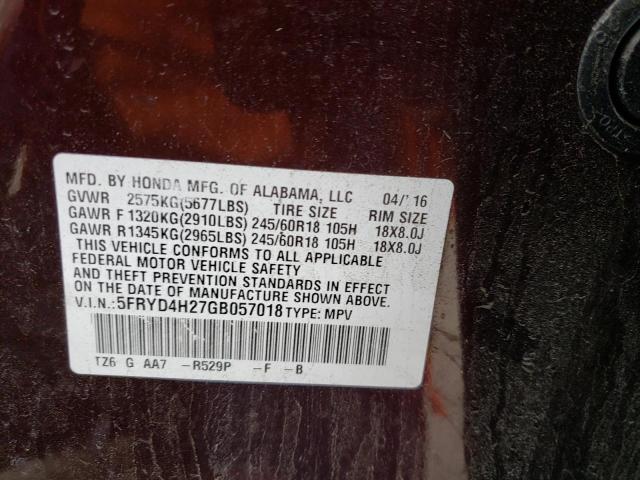 MFD. BY HONDA MFG. OF ALABAMA, LLC 04/'16
GVWR 2575KG(5677LBS) TIRE SIZE RIM SIZE
GAWR F 1320KG(2910LBS) 245/60R18 105H 18X8.0J
GAWR R1345KG(2965LBS) 245/60R18 105H 18X8.0J
THIS VEHICLE CONFORMS TO ALL APPLICABLE
FEDERAL MOTOR VEHICLE SAFETY
AND THEFT PREVENTION STANDARDS IN EFFECT
ON THE DATE OF MANUFACTURE SHOWN ABOVE.
V.I.N.:5FRYD4H27GB057018 TYPE: MPV
TZ6 G AA7 -R529P -F -B